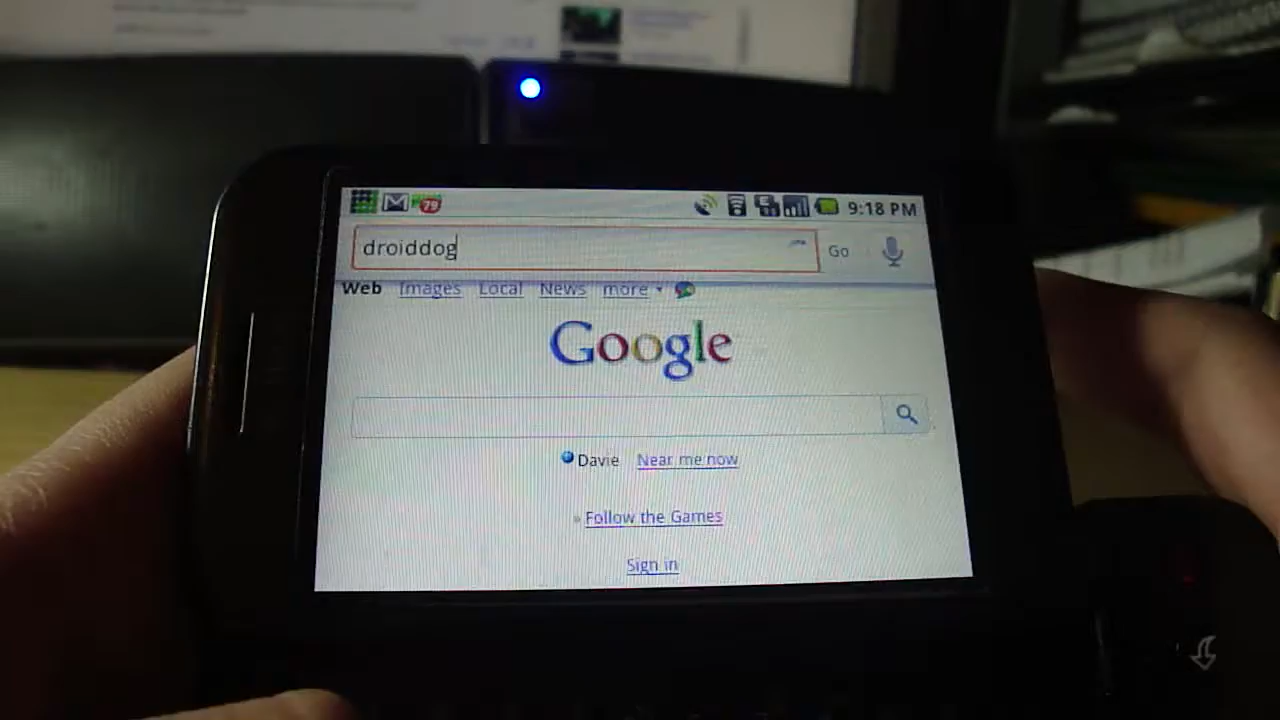 79 9:18 PM
droiddog Go
Web Images Local News more
Google
Davie Near me now
» Follow the Games
Sign in